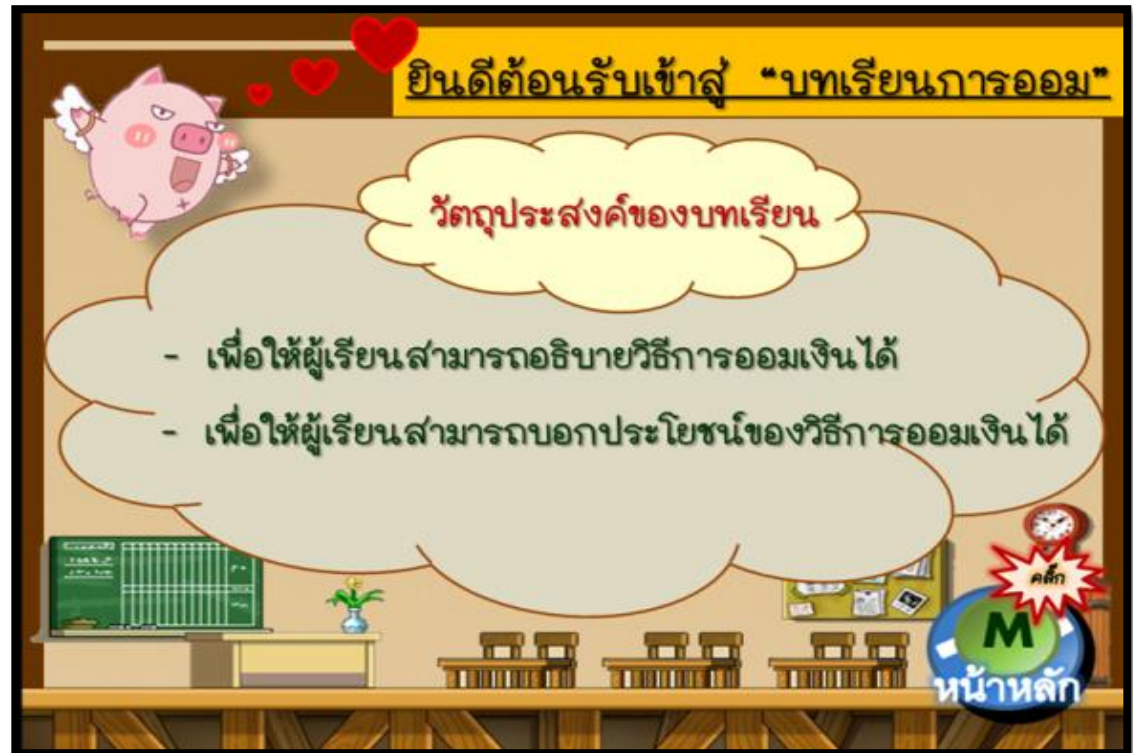 ยินดีต้อนรับเข้าสู่ “บทเรียนการออม”
วัตถุประสงค์ของบทเรียน
- เพื่อให้ผู้เรียนสามารถอธิบายวิธีการออมเงินได้
- เพื่อให้ผู้เรียนสามารถบอกประโยชน์ของวิธีการออมเงินได้
คลิ๊ก
M
หน้าหลัก